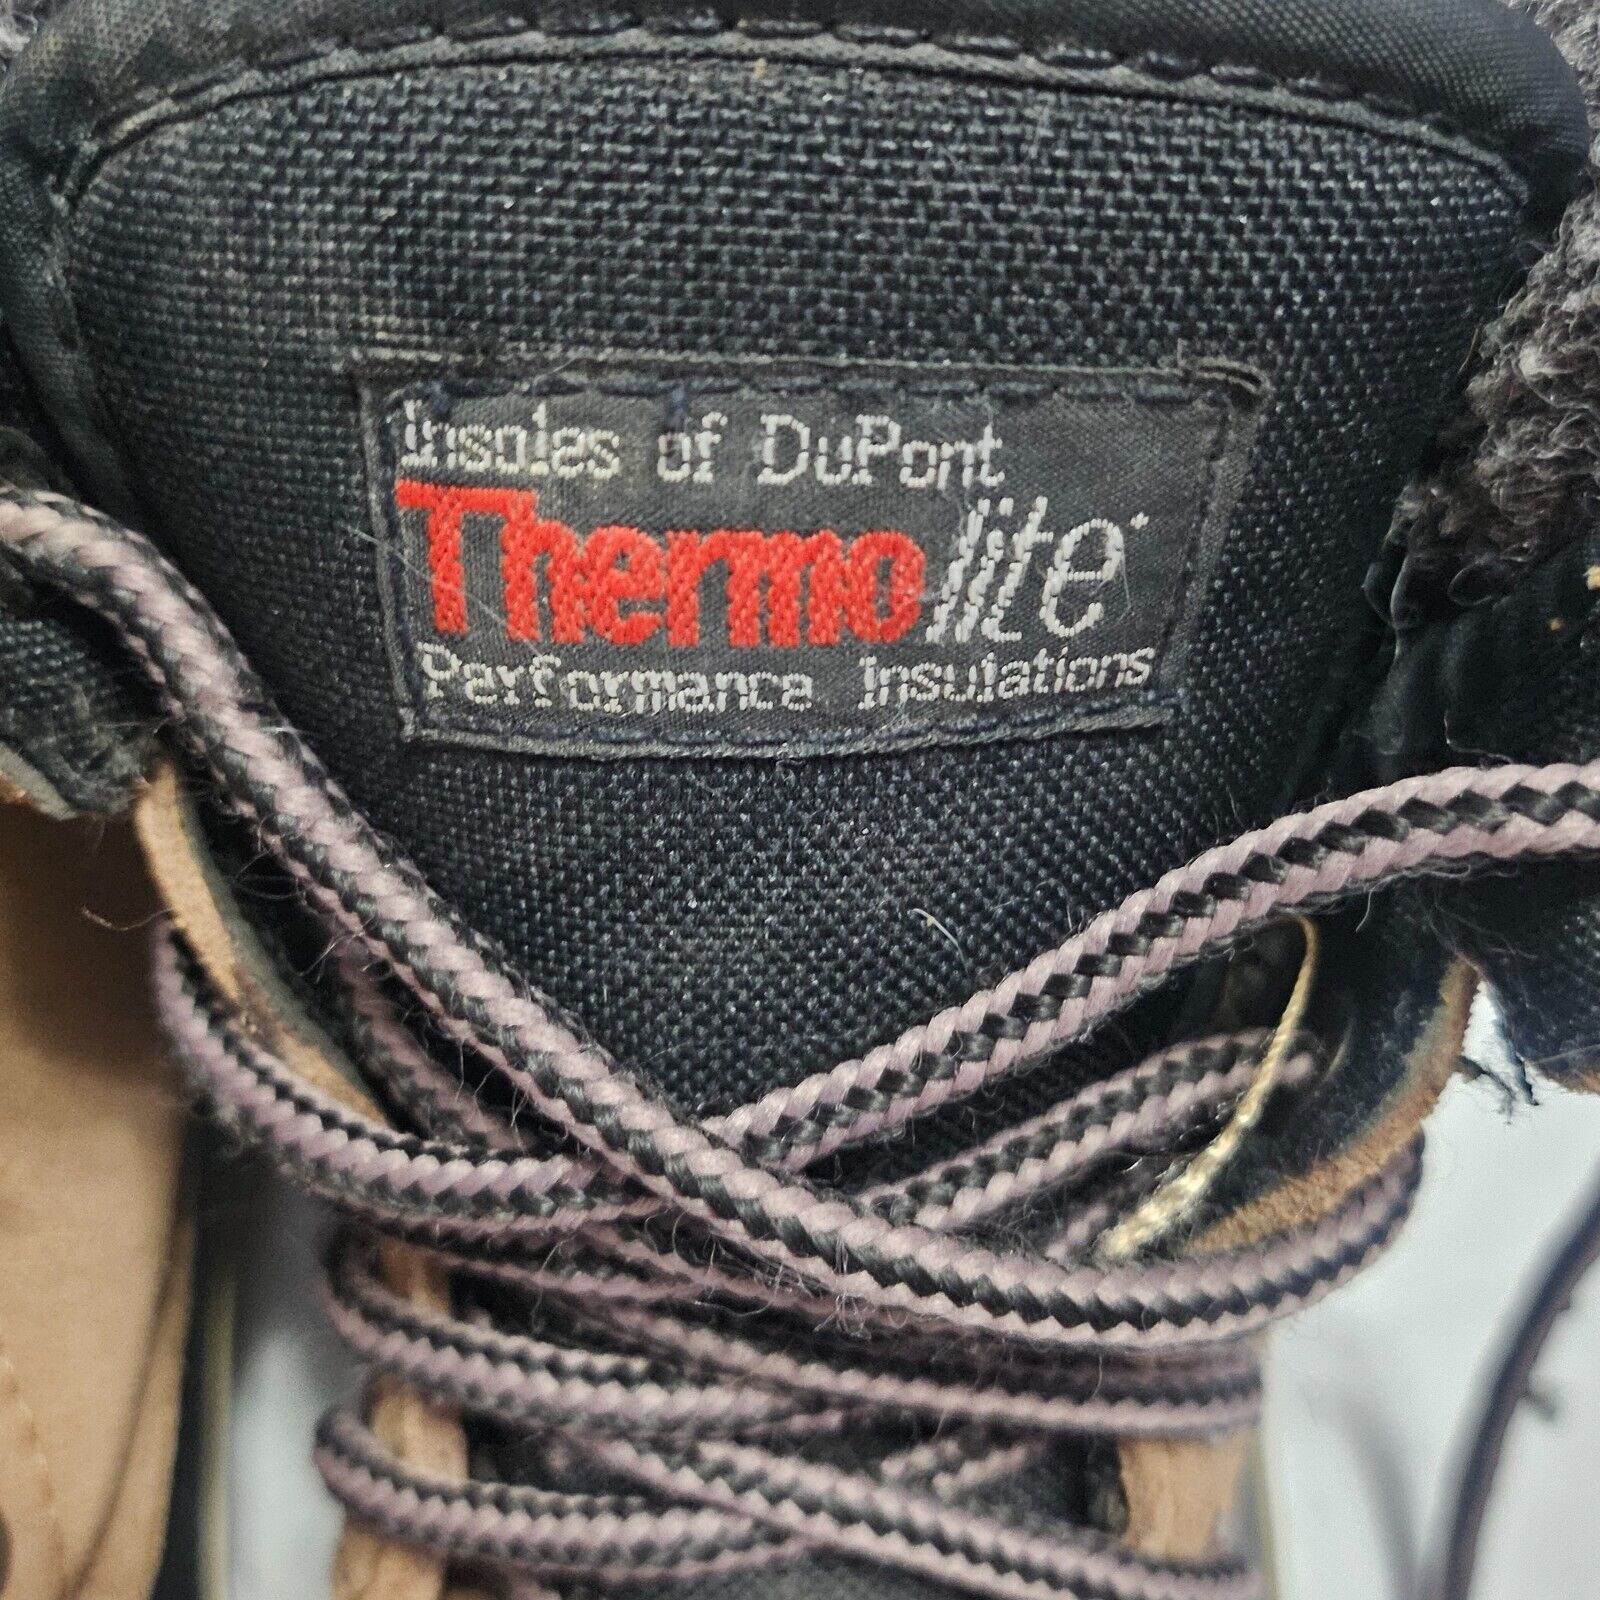 Insoles of DuPont
Thermolite
Performance Insulations